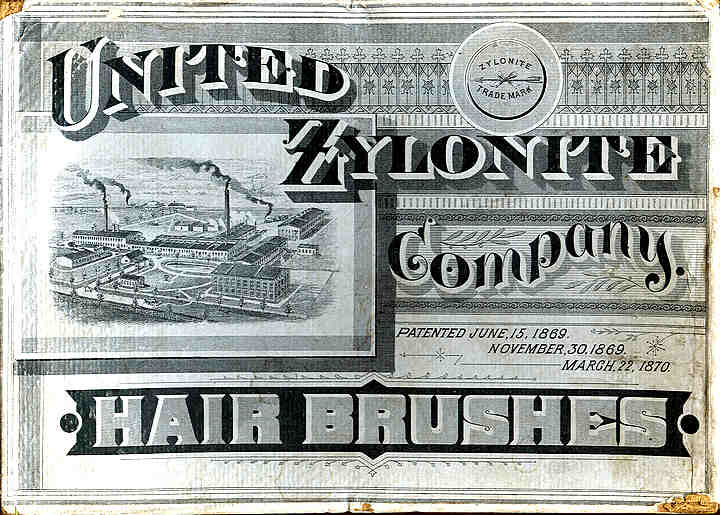 UNITED
ZYLONITE
TRADE MARK
ZYLONITE
Company.
PATENTED JUNE, 15, 1869.
NOVEMBER, 30, 1869.
MARCH, 22, 1870.
HAIR BRUSHES